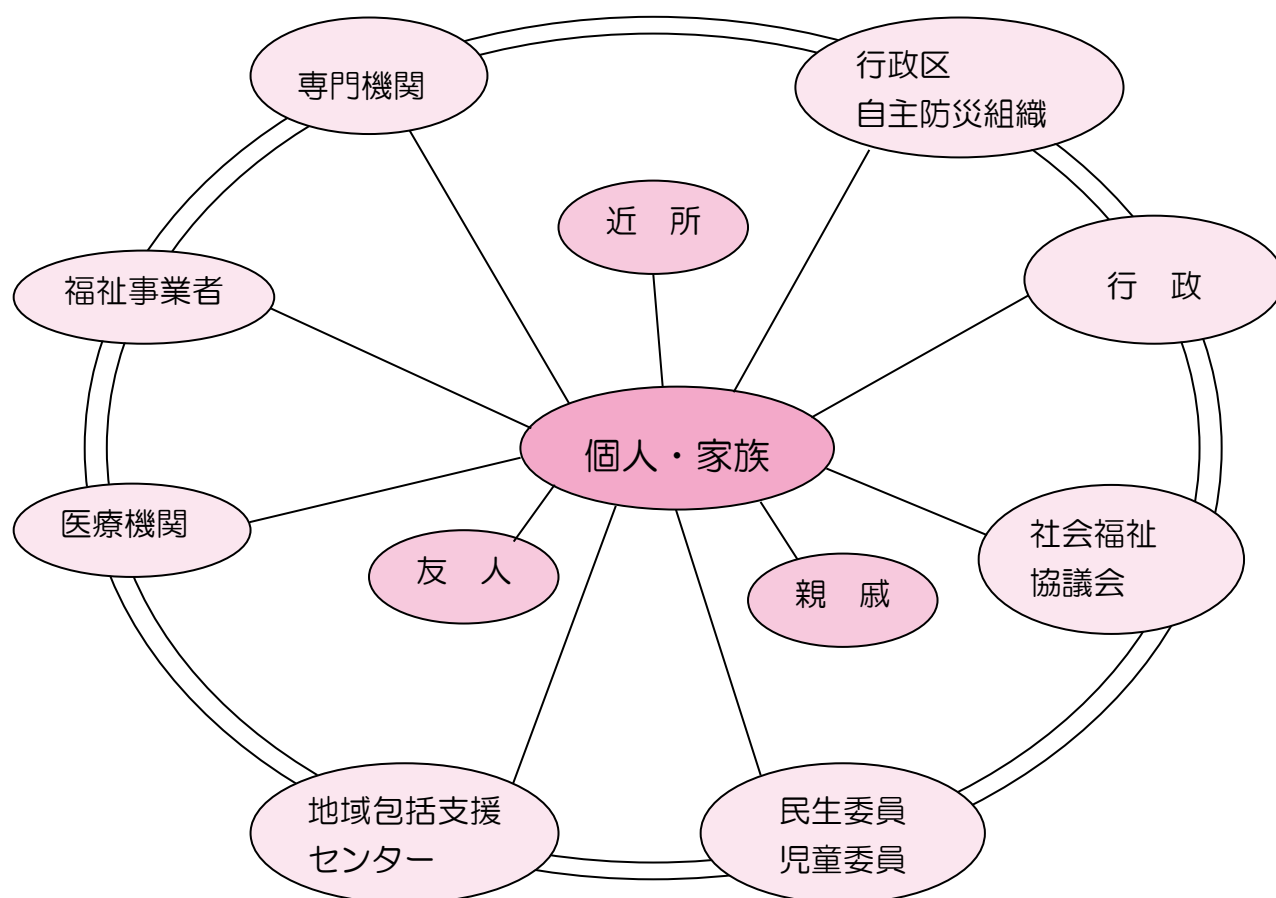 専門機関
行政区
自主防災組織
近　所
福祉事業者
行　政
個人・家族
医療機関
友　人
親　戚
社会福祉
協議会
地域包括支援
センター
民生委員
児童委員